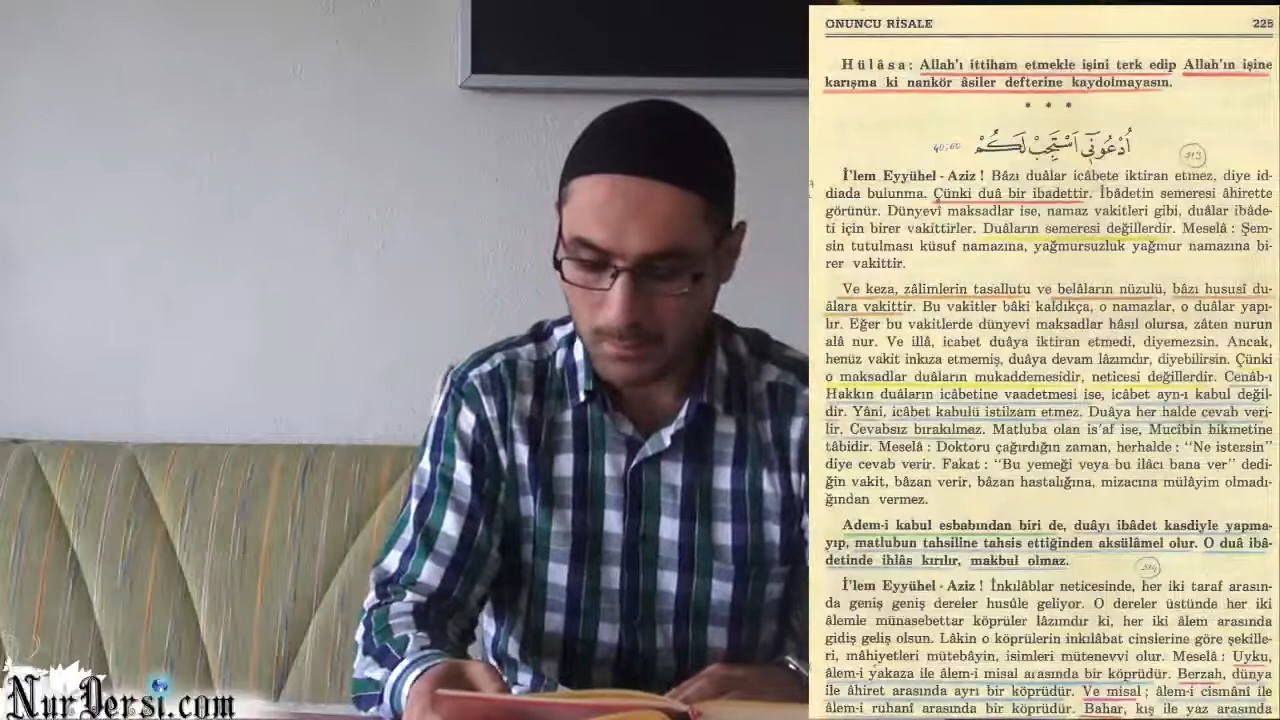 ONUNCU RİSALE 225
Hülâsa: Allah'ı ittiham etmekle işini terk edip Allah'ın işine
karışma ki nankör âsiler defterine kaydolmayasın.
* * *
اُدْعُونِٓى اَسْتَجِبْ لَكُمْ
40:60
313
İ'lem Eyyühel - Aziz ! Bâzı duâlar icâbete iktiran etmez, diye id-
diada bulunma. Çünki duâ bir ibadettir. İbâdetin semeresi âhirette
görünür. Dünyevî maksadlar ise, namaz vakitleri gibi, duâlar ibâde-
ti için birer vakittirler. Duâların semeresi değillerdir. Meselâ : Şem-
sin tutulması küsuf namazına, yağmursuzluk yağmur namazına bi-
rer vakittir.
Ve keza, zâlimlerin tasallutu ve belâların nüzulü, bâzı hususî du-
âlara vakittir. Bu vakitler bâki kaldıkça, o namazlar, o duâlar yapı-
lır. Eğer bu vakitlerde dünyevî maksadlar hâsıl olursa, zâten nurun
alâ nur. Ve illâ, icabet duâya iktiran etmedi, diyemezsin. Ancak,
henüz vakit inkıza etmemiş, duâya devam lâzımdır, diyebilirsin. Çünki
o maksadlar duâların mukaddemesidir, neticesi değillerdir. Cenâb-ı
Hakkın duâların icâbetine vaadetmesi ise, icâbet ayn-ı kabul değil-
dir. Yâni, icâbet kabulü istilzam etmez. Duâya her halde cevab veri-
lir. Cevabsız bırakılmaz. Matluba olan is'af ise, Mucîbin hikmetine
tâbidir. Meselâ : Doktoru çağırdığın zaman, herhalde : "Ne istersin"
diye cevab verir. Fakat : "Bu yemeği veya bu ilâcı bana ver" dedi-
ğin vakit, bâzan verir, bâzan hastalığına, mizacına mülâyim olmadı-
ğından vermez.
Adem-i kabul esbabından biri de, duâyı ibâdet kasdiyle yapma-
yıp, matlubun tahsiline tahsis ettiğinden aksülâmel olur. O duâ ibâ-
detinde ihlâs kırılır, makbul olmaz.
İ'lem Eyyühel - Aziz ! İnkılâblar neticesinde, her iki taraf arasın-
da geniş geniş dereler husûle geliyor. O dereler üstünde her iki
âlemle münasebettar köprüler lâzımdır ki, her iki âlem arasında
gidiş geliş olsun. Lâkin o köprülerin inkılâbat cinslerine göre şekille-
ri, mâhiyetleri mütebâyin, isimleri mütenevvi olur. Meselâ : Uyku,
âlem-i yakaza ile âlem-i misal arasında bir köprüdür. Berzah, dünya
ile âhiret arasında ayrı bir köprüdür. Ve misal ; âlem-i cismânî ile
âlem-i ruhanî arasında bir köprüdür. Bahar, kış ile yaz arasında
NurDersi.com